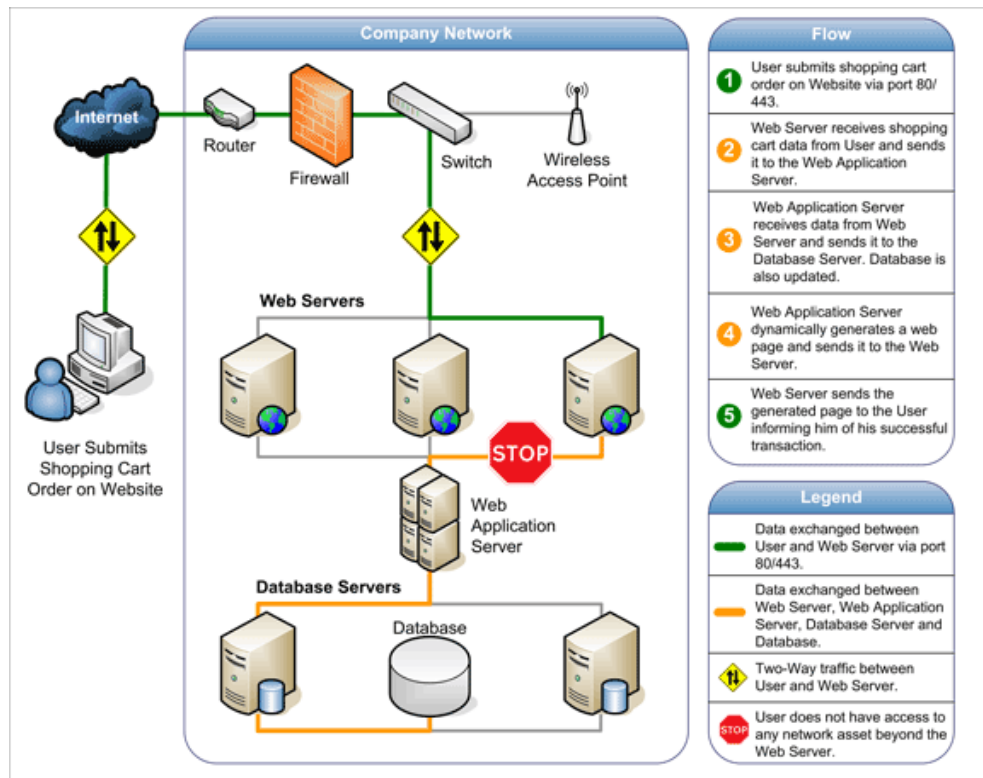 Company Network
Internet
Router
Firewall
Switch
Wireless
Access Point
Web Servers
User Submits
Shopping Cart
Order on Website
STOP
Web
Application
Server
Database Servers
Database
Flow
1
User submits shopping cart
order on Website via port 80/
443.
2
Web Server receives shopping
cart data from User and sends
it to the Web Application
Server.
3
Web Application Server
receives data from Web
Server and sends it to the
Database Server. Database is
also updated.
4
Web Application Server
dynamically generates a web
page and sends it to the Web
Server.
5
Web Server sends the
generated page to the User
informing him of his successful
transaction.
Legend
Data exchanged between
User and Web Server via port
80/443.
Data exchanged between
Web Server, Web Application
Server, Database Server and
Database.
Two-Way traffic between
User and Web Server.
STOP
User does not have access to
any network asset beyond the
Web Server.